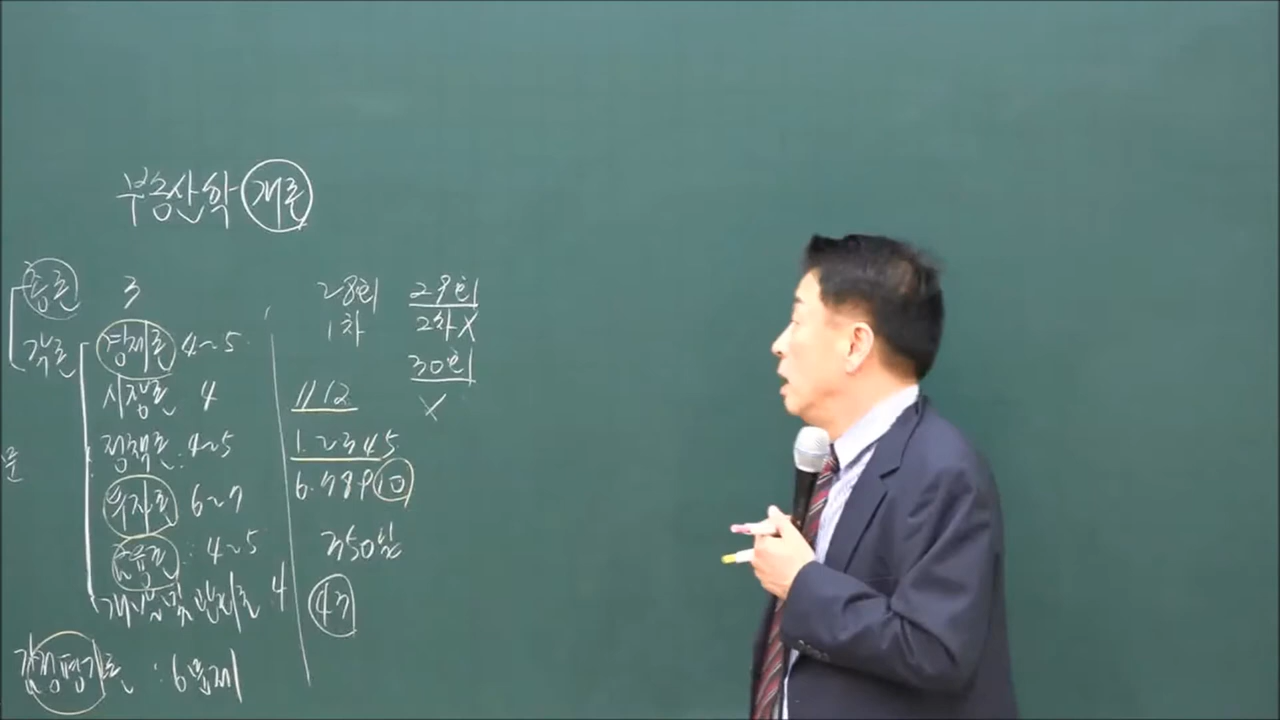 부동산학 개론
총론 3
각론
경제론 4~5
시장론 4
정책론: 4~5
투자론 6~7
금융론: 4~5
개발및 관리론 4
감정평가론 : 6문제
론
28회 29회
1차 2차X
30회
X
11 12
1. 2 3 4 5
6. 7 8 9 10
350일
47